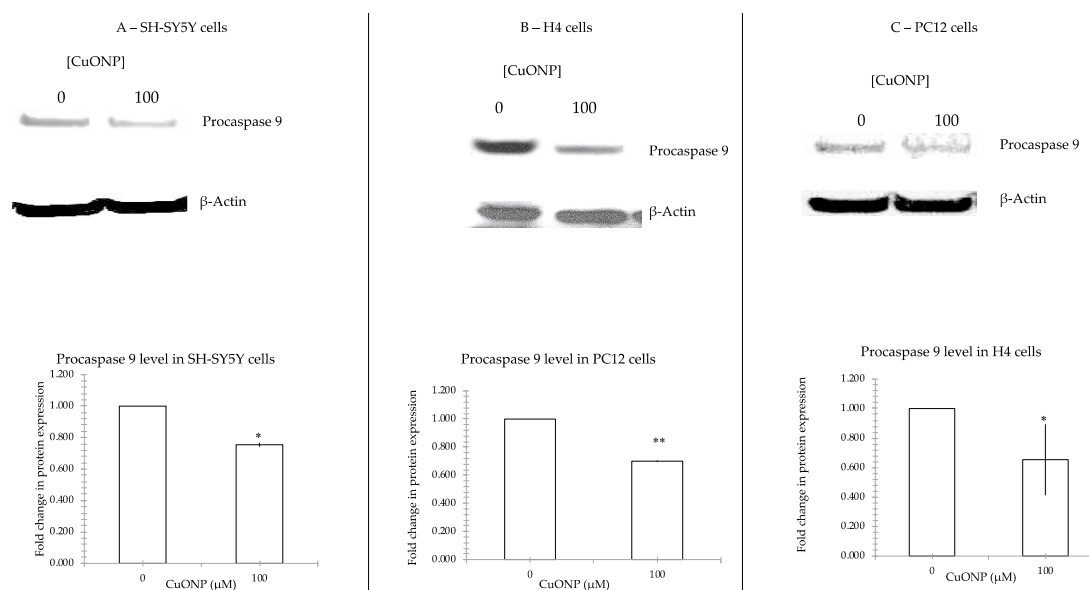 A – SH-SY5Y cells
[CuONP]
0 100
Procaspase 9
β-Actin
Procaspase 9 level in SH-SY5Y cells
Fold change in protein expression
1.200
1.000
0.800
0.600
0.400
0.200
0.000
*
0 100
CuONP (µM)
B – H4 cells
[CuONP]
0 100
Procaspase 9
β-Actin
Procaspase 9 level in PC12 cells
Fold change in protein expression
1.200
1.000
0.800
0.600
0.400
0.200
0.000
**
0 100
CuONP (µM)
C – PC12 cells
[CuONP]
0 100
Procaspase 9
β-Actin
Procaspase 9 level in H4 cells
Fold change in protein expression
1.200
1.000
0.800
0.600
0.400
0.200
0.000
*
0 100
CuONP (µM)